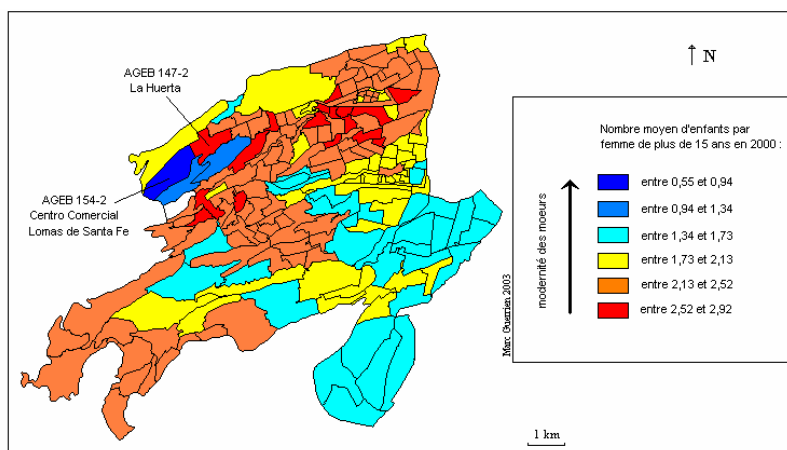 AGEB 147-2
La Huerta
AGEB 154-2
Centro Comercial
Lomas de Santa Fe
↑ N
Nombre moyen d'enfants par
femme de plus de 15 ans en 2000 :
modernité des moeurs
entre 0,55 et 0,94
entre 0,94 et 1,34
entre 1,34 et 1,73
entre 1,73 et 2,13
entre 2,13 et 2,52
entre 2,52 et 2,92
Marc Guerrien 2003
1 km